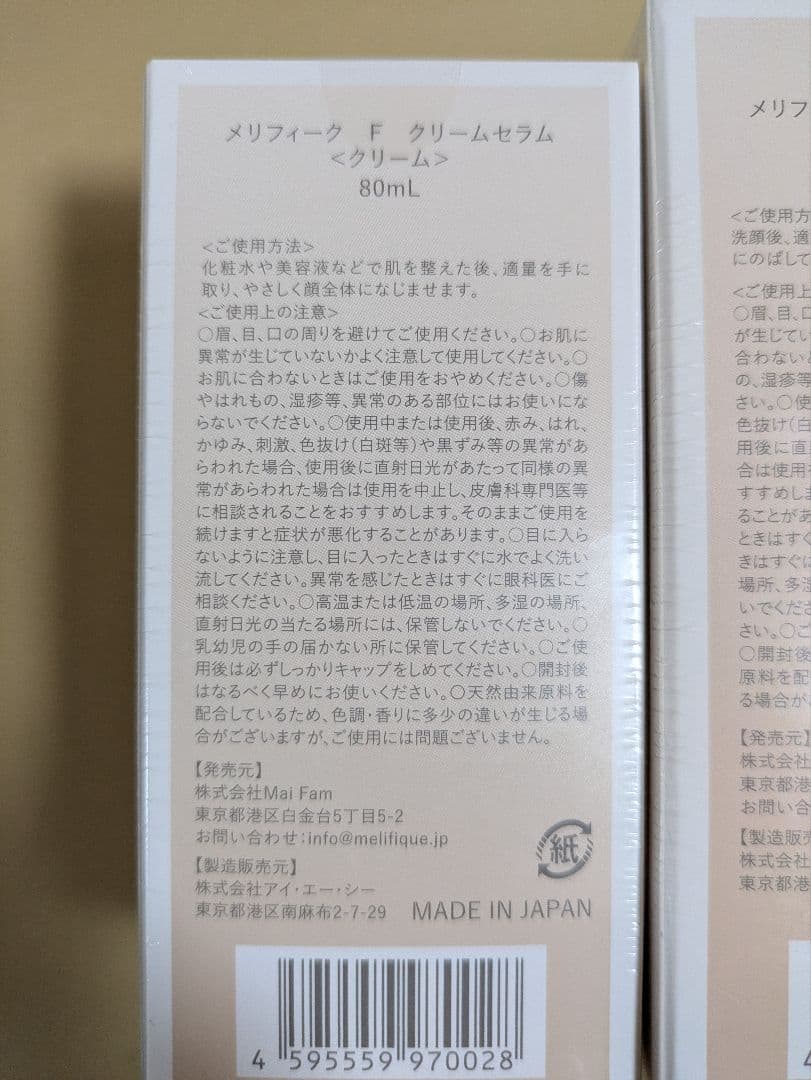 メリフィーク　F　クリームセラム
<クリーム>
80mL
<ご使用方法>
化粧水や美容液などで肌を整えた後、適量を手に
取り、やさしく顔全体になじませます。
<ご使用上の注意>
○眉、目、口の周りを避けてご使用ください。○お肌に
異常が生じていないかよく注意して使用してください。○
お肌に合わないときはご使用をおやめください。○傷
やはれもの、湿疹等、異常のある部位にはお使いにな
らないでください。○使用中または使用後、赤み、はれ、
かゆみ、刺激、色抜け(白斑等)や黒ずみ等の異常があ
らわれた場合、使用後に直射日光があたって同様の異
常があらわれた場合は使用を中止し、皮膚科専門医等
に相談されることをおすすめします。そのままご使用を
続けますと症状が悪化することがあります。○目に入ら
ないように注意し、目に入ったときはすぐに水でよく洗い
流してください。異常を感じたときはすぐに眼科医にご
相談ください。○高温または低温の場所、多湿の場所、
直射日光の当たる場所には、保管しないでください。○
乳幼児の手の届かない所に保管してください。○ご使
用後は必ずしっかりキャップをしめてください。○開封後
はなるべく早めにお使いください。○天然由来原料を
配合しているため、色調・香りに多少の違いが生じる場
合がございますが、ご使用には問題ございません。
【発売元】
株式会社Mai Fam
東京都港区白金台5丁目5-2
お問い合わせ:info@melifique.jp
【製造販売元】
株式会社アイ・エー・シー
東京都港区南麻布2-7-29
紙
MADE IN JAPAN
4 595559 970028
メリフ
<ご使用方
洗顔後、適
にのばして
<ご使用上
○眉、目、口
が生じてい
合わないと
の、湿疹等
さい。○使
色抜け(白
用後に直
合は使用
すすめしま
ることがあ
ときはすぐ
きはすぐに
場所、多湿
いでくださ
さい。○ご
○開封後
原料を配
る場合が
【発売元】
株式会社
東京都港
お問い合
【製造販売
株式会社
東京都港
4